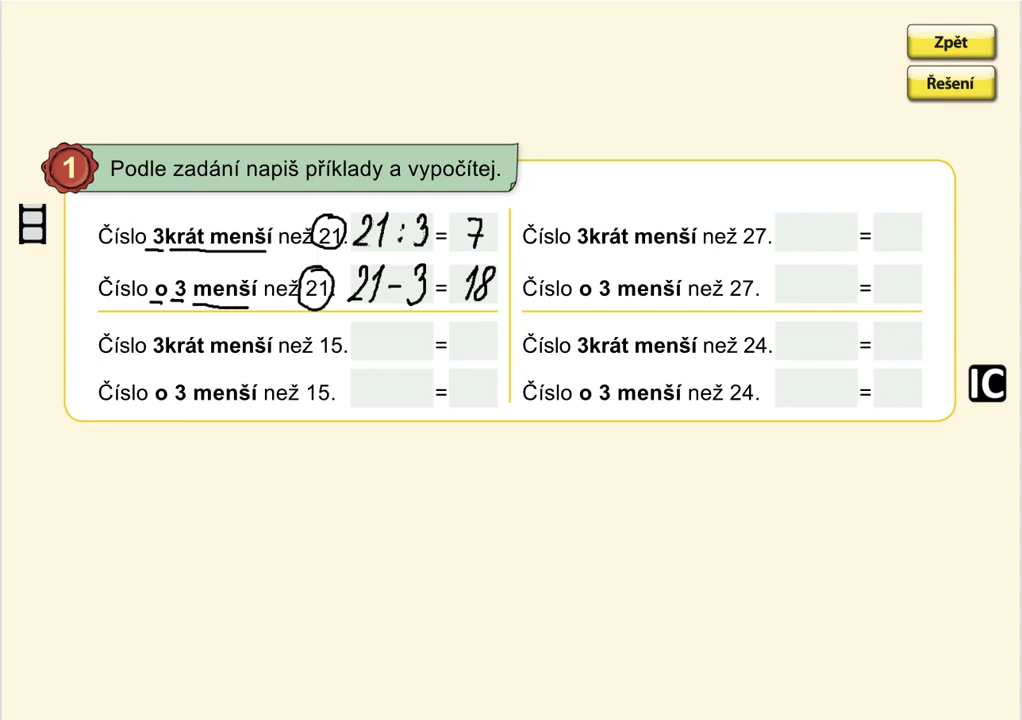 Zpět
Řešení
1 Podle zadání napiš příklady a vypočítej.
Číslo 3krát menší než 21. 21 : 3 = 7
Číslo o 3 menší než 21. 21 - 3 = 18
Číslo 3krát menší než 15. =
Číslo o 3 menší než 15. =
Číslo 3krát menší než 27. =
Číslo o 3 menší než 27. =
Číslo 3krát menší než 24. =
Číslo o 3 menší než 24. =
IC